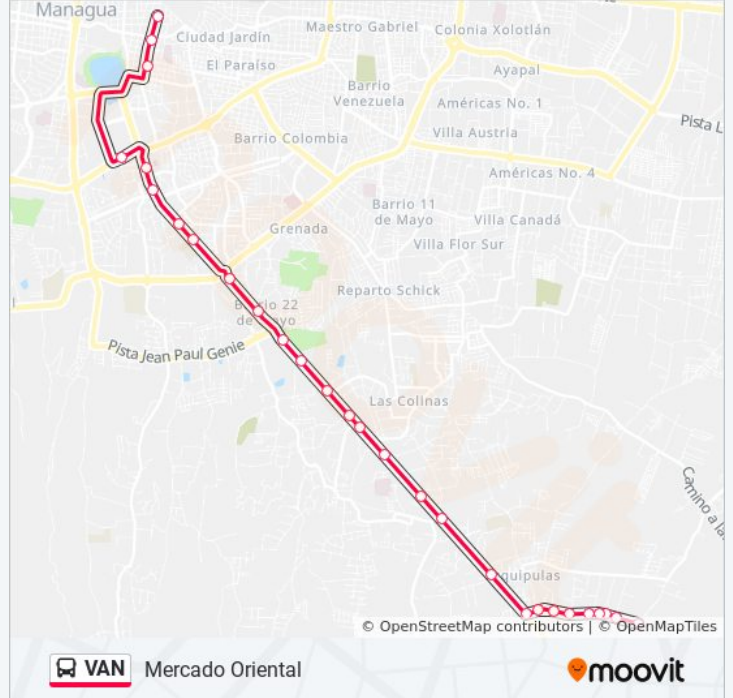 Managua
Ciudad Jardín
Maestro Gabriel
Colonia Xolotlán
El Paraíso
Ayapal
Barrio
Venezuela
Américas No. 1
Pista L
Barrio Colombia
Villa Austria
Américas No. 4
Barrio 11
de Mayo
Villa Canadá
Grenada
Villa Flor Sur
l
Reparto Schick
Barrio 22
de Mayo
Pista Jean Paul Genie
Las Colinas
Camino a la
quipulas
© OpenStreetMap contributors | © OpenMapTiles
VAN Mercado Oriental
moovit